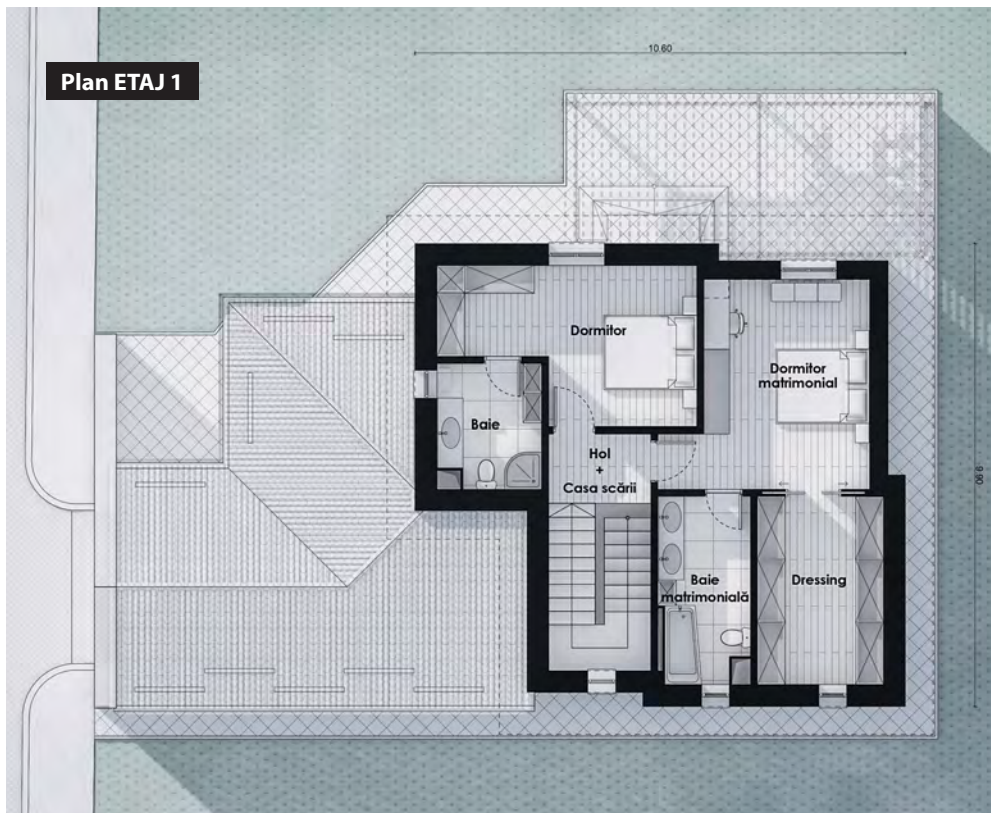 Plan ETAJ 1
10.60
Dormitor
Dormitor
matrimonial
Baie
Hol
+
Casa scării
9.90
Baie
matrimonială
Dressing